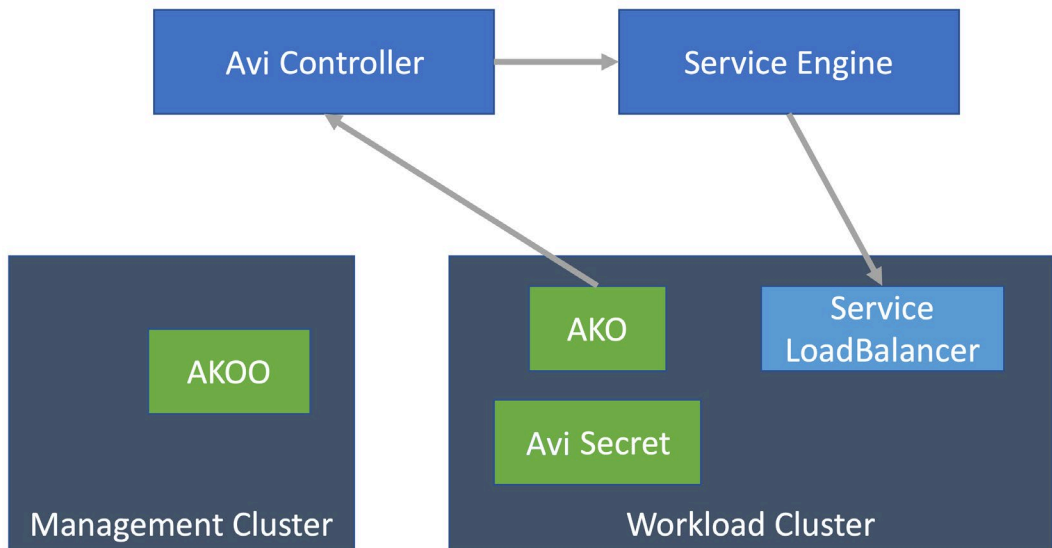 Avi Controller
Service Engine
AKOO
Management Cluster
AKO
Service
LoadBalancer
Avi Secret
Workload Cluster